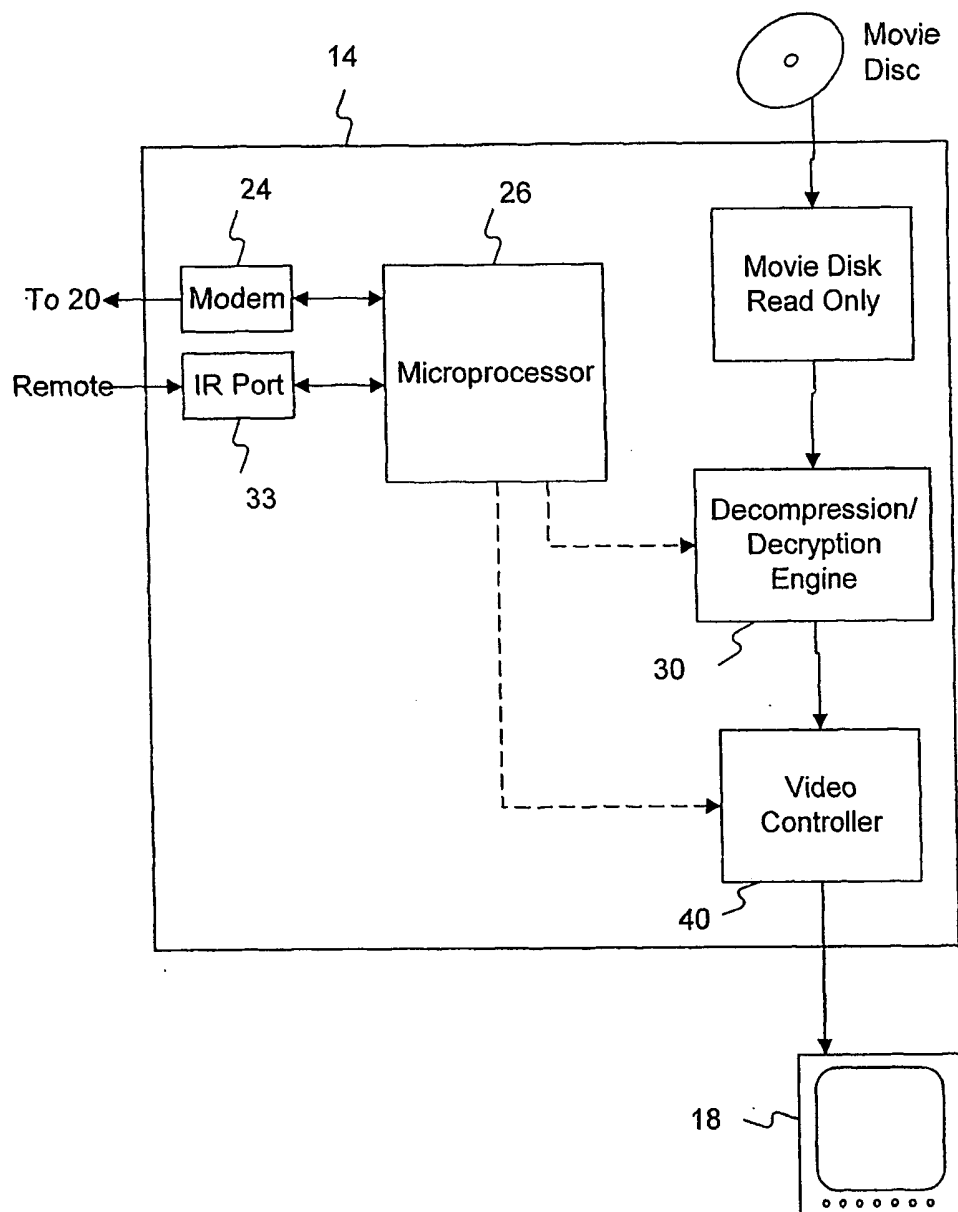 Movie
Disc
14
24
26
Movie Disk
Read Only
To 20
Modem
Microprocessor
Remote
IR Port
33
Decompression/
Decryption
Engine
30
Video
Controller
40
18